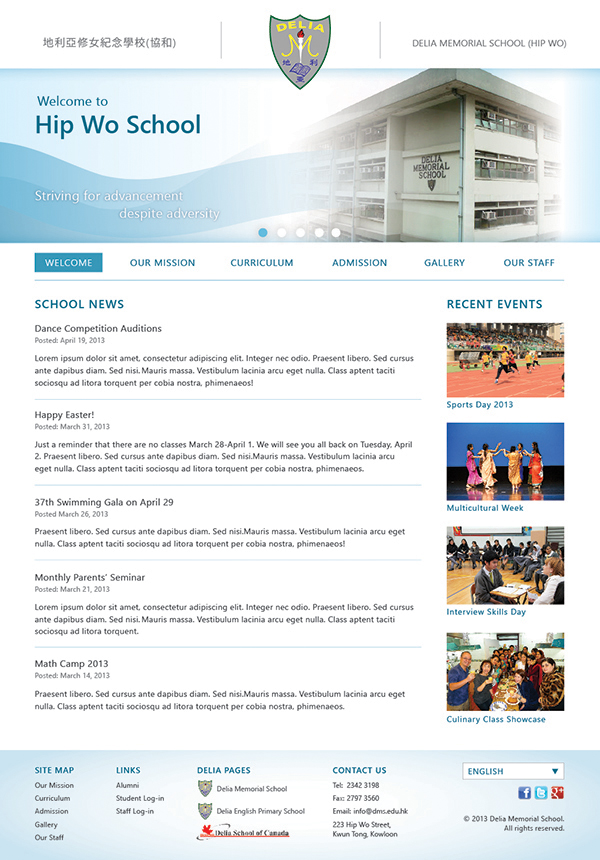 地利亞修女紀念學校(協和)
DELIA
地 利
亞
DELIA MEMORIAL SCHOOL (HIP WO)
Welcome to
Hip Wo School
Striving for advancement
despite adversity
DELIA
MEMORIAL
SCHOOL
WELCOME
OUR MISSION
CURRICULUM
ADMISSION
GALLERY
OUR STAFF
SCHOOL NEWS
Dance Competition Auditions
Posted: April 19, 2013
Lorem ipsum dolor sit amet, consectetur adipiscing elit. Integer nec odio. Praesent libero. Sed cursus
ante dapibus diam. Sed nisi.Mauris massa. Vestibulum lacinia arcu eget nulla. Class aptent taciti
sociosqu ad litora torquent per cobia nostra, phimenaeos!
Happy Easter!
Posted: March 31, 2013
Just a reminder that there are no classes March 28-April 1. We will see you all back on Tuesday, April
2. Praesent libero. Sed cursus ante dapibus diam. Sed nisi.Mauris massa. Vestibulum lacinia arcu
eget nulla. Class aptent taciti sociosqu ad litora torquent per cobia nostra, phimenaeos.
37th Swimming Gala on April 29
Posted March 26, 2013
Praesent libero. Sed cursus ante dapibus diam. Sed nisi.Mauris massa. Vestibulum lacinia arcu eget
nulla. Class aptent taciti sociosqu ad litora torquent per cobia nostra, phimenaeos!
Monthly Parents' Seminar
Posted: March 21, 2013
Lorem ipsum dolor sit amet, consectetur adipiscing elit. Integer nec odio. Praesent libero. Sed cursus
ante dapibus diam. Sed nisi.Mauris massa. Vestibulum lacinia arcu eget nulla. Class aptent taciti
sociosqu ad litora torquent.
Math Camp 2013
Posted: March 14, 2013
Praesent libero. Sed cursus ante dapibus diam. Sed nisi.Mauris massa. Vestibulum lacinia arcu eget
nulla. Class aptent taciti sociosqu ad litora torquent per cobia nostra, phimenaeos.
RECENT EVENTS
Sports Day 2013
Multicultural Week
Interview Skills Day
Culinary Class Showcase
SITE MAP
Our Mission
Curriculum
Admission
Gallery
Our Staff
LINKS
Alumni
Student Log-in
Staff Log-in
DELIA PAGES
Delia Memorial School
Delia English Primary School
Delia School of Canada
CONTACT US
Tel: 2342 3198
Fax: 2797 3560
Email: info@dms.edu.hk
223 Hip Wo Street,
Kwun Tong, Kowloon
ENGLISH
© 2013 Delia Memorial School.
All rights reserved.